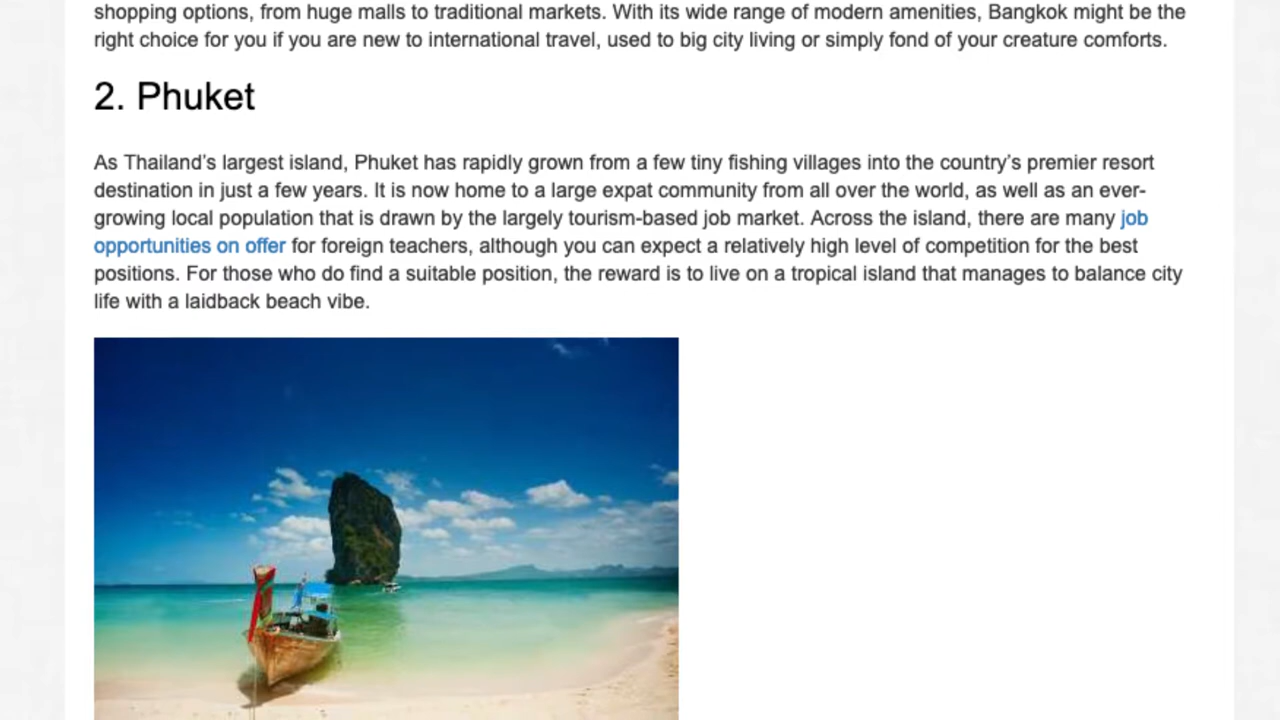 shopping options, from huge malls to traditional markets. With its wide range of modern amenities, Bangkok might be the
right choice for you if you are new to international travel, used to big city living or simply fond of your creature comforts.
2. Phuket
As Thailand’s largest island, Phuket has rapidly grown from a few tiny fishing villages into the country’s premier resort
destination in just a few years. It is now home to a large expat community from all over the world, as well as an ever-
growing local population that is drawn by the largely tourism-based job market. Across the island, there are many job
opportunities on offer for foreign teachers, although you can expect a relatively high level of competition for the best
positions. For those who do find a suitable position, the reward is to live on a tropical island that manages to balance city
life with a laidback beach vibe.